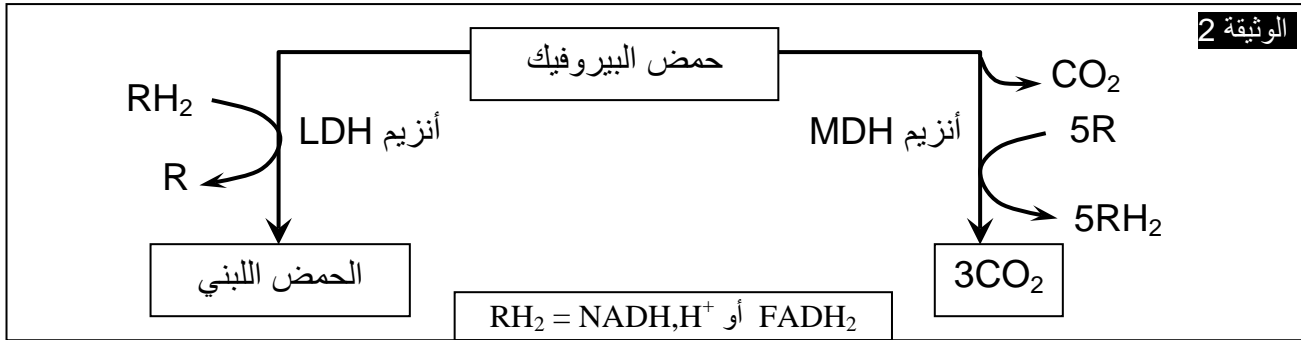 الوثيقة 2
حمض البيروفيك
CO₂
RH₂
أنزيم MDH
5R
أنزيم LDH
R
5RH₂
3CO₂
الحمض اللبني
RH₂ = NADH,H⁺ أو FADH₂